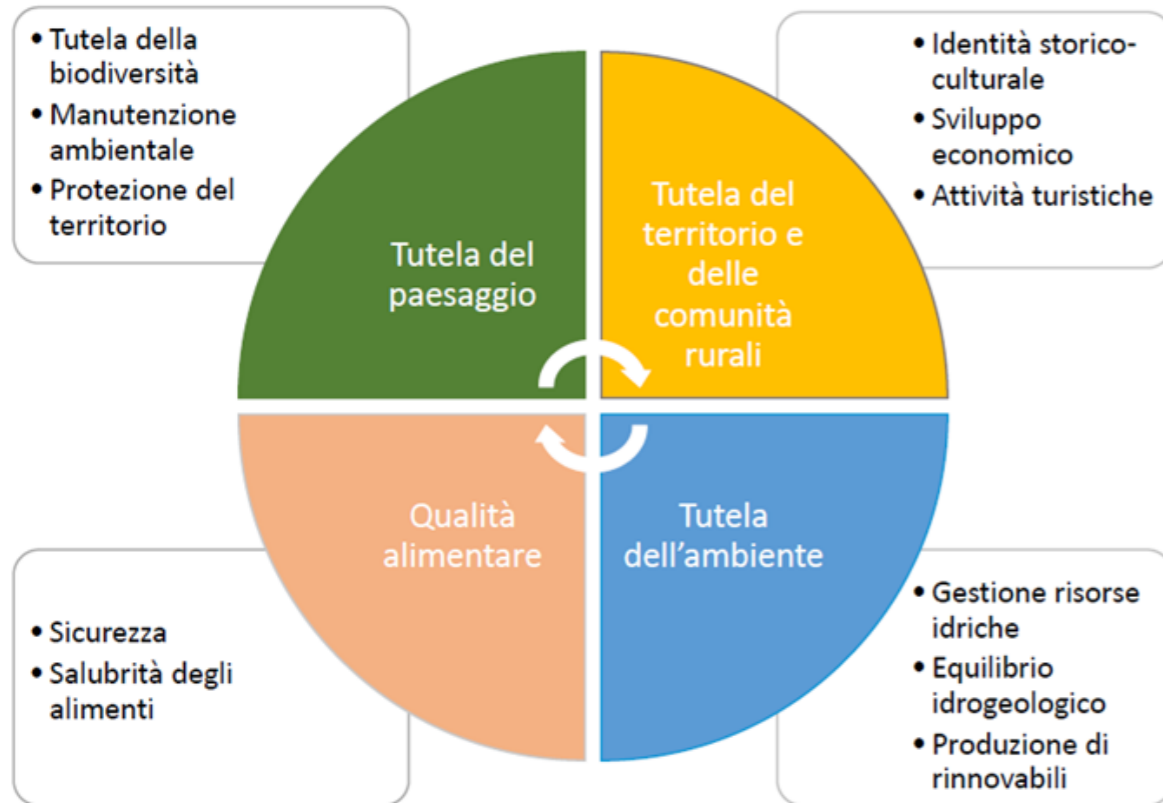 • Tutela della
biodiversità
• Manutenzione
ambientale
• Protezione del
territorio
• Identità storico-
culturale
• Sviluppo
economico
• Attività turistiche
Tutela del
paesaggio
Tutela del
territorio e
delle
comunità
rurali
Qualità
alimentare
Tutela
dell’ambiente
• Sicurezza
• Salubrità degli
alimenti
• Gestione risorse
idriche
• Equilibrio
idrogeologico
• Produzione di
rinnovabili